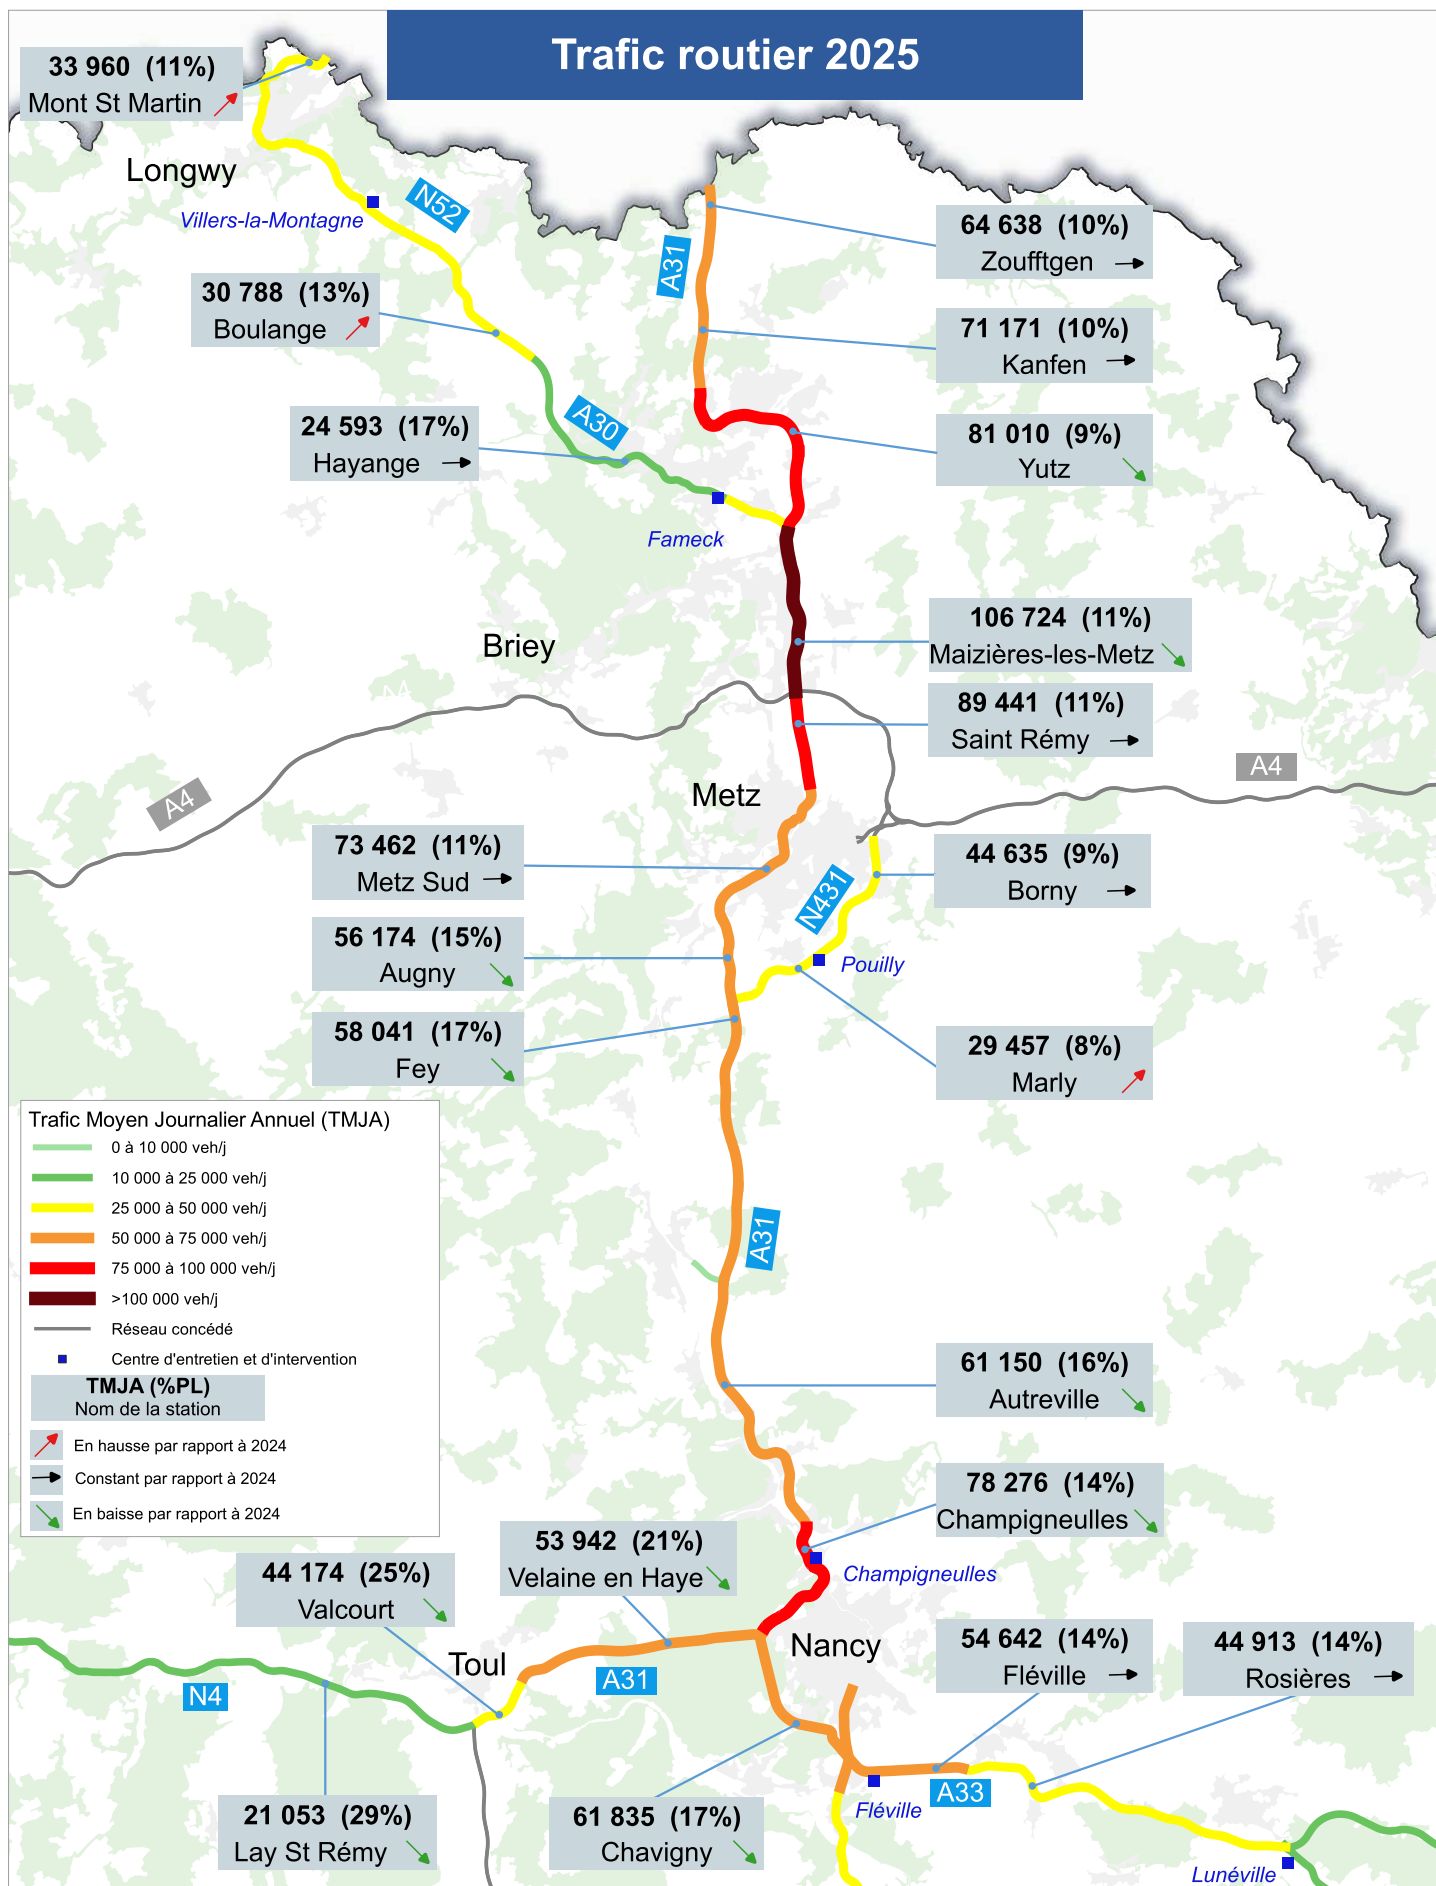 Trafic routier 2025
33 960 (11%)
Mont St Martin
Longwy
Villers-la-Montagne
N52
A31
64 638 (10%)
Zoufftgen
30 788 (13%)
Boulange
71 171 (10%)
Kanfen
24 593 (17%)
Hayange
A30
81 010 (9%)
Yutz
Fameck
106 724 (11%)
Maizières-les-Metz
Briey
A4
89 441 (11%)
Saint Rémy
A4
A4
Metz
73 462 (11%)
Metz Sud
44 635 (9%)
Borny
N431
56 174 (15%)
Augny
Pouilly
58 041 (17%)
Fey
29 457 (8%)
Marly
Trafic Moyen Journalier Annuel (TMJA)
0 à 10 000 veh/j
10 000 à 25 000 veh/j
25 000 à 50 000 veh/j
50 000 à 75 000 veh/j
75 000 à 100 000 veh/j
>100 000 veh/j
Réseau concédé
Centre d'entretien et d'intervention
TMJA (%PL)
Nom de la station
En hausse par rapport à 2024
Constant par rapport à 2024
En baisse par rapport à 2024
A31
61 150 (16%)
Autreville
78 276 (14%)
Champigneulles
Champigneulles
53 942 (21%)
Velaine en Haye
44 174 (25%)
Valcourt
Toul
Nancy
A31
N4
54 642 (14%)
Fléville
44 913 (14%)
Rosières
21 053 (29%)
Lay St Rémy
61 835 (17%)
Chavigny
Fléville
A33
Lunéville